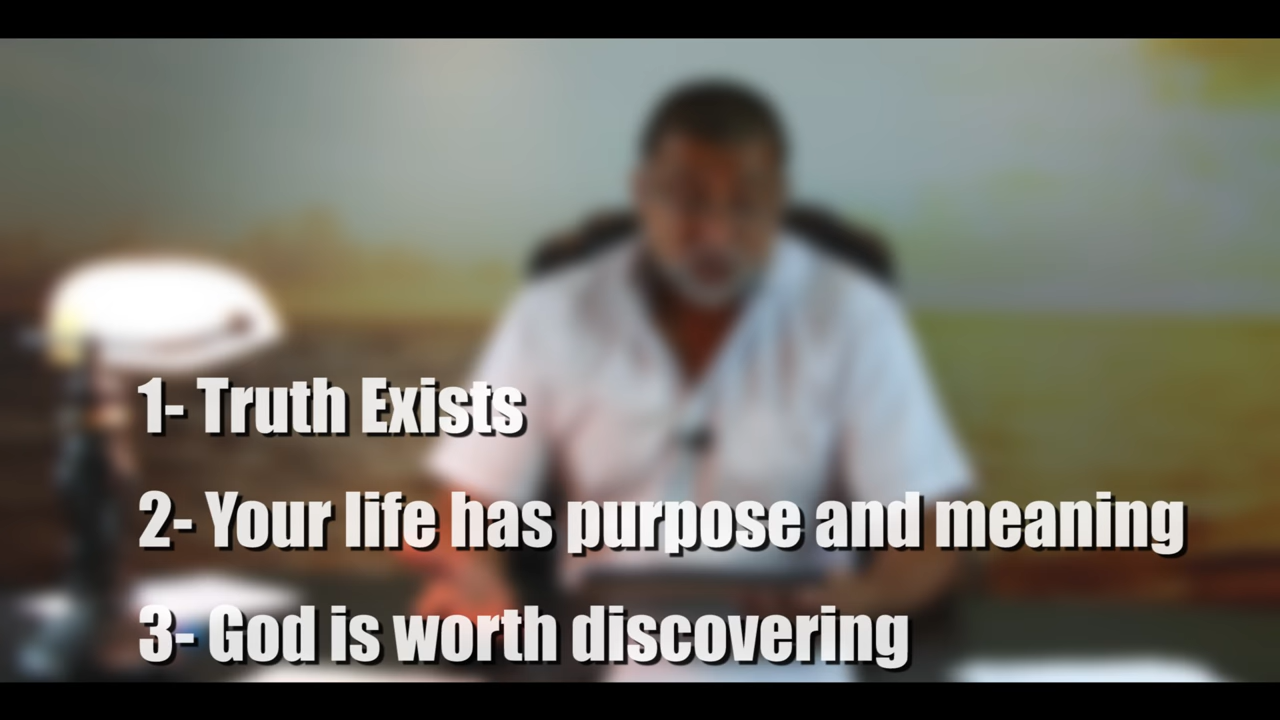 1- Truth Exists
2- Your life has purpose and meaning
3- God is worth discovering